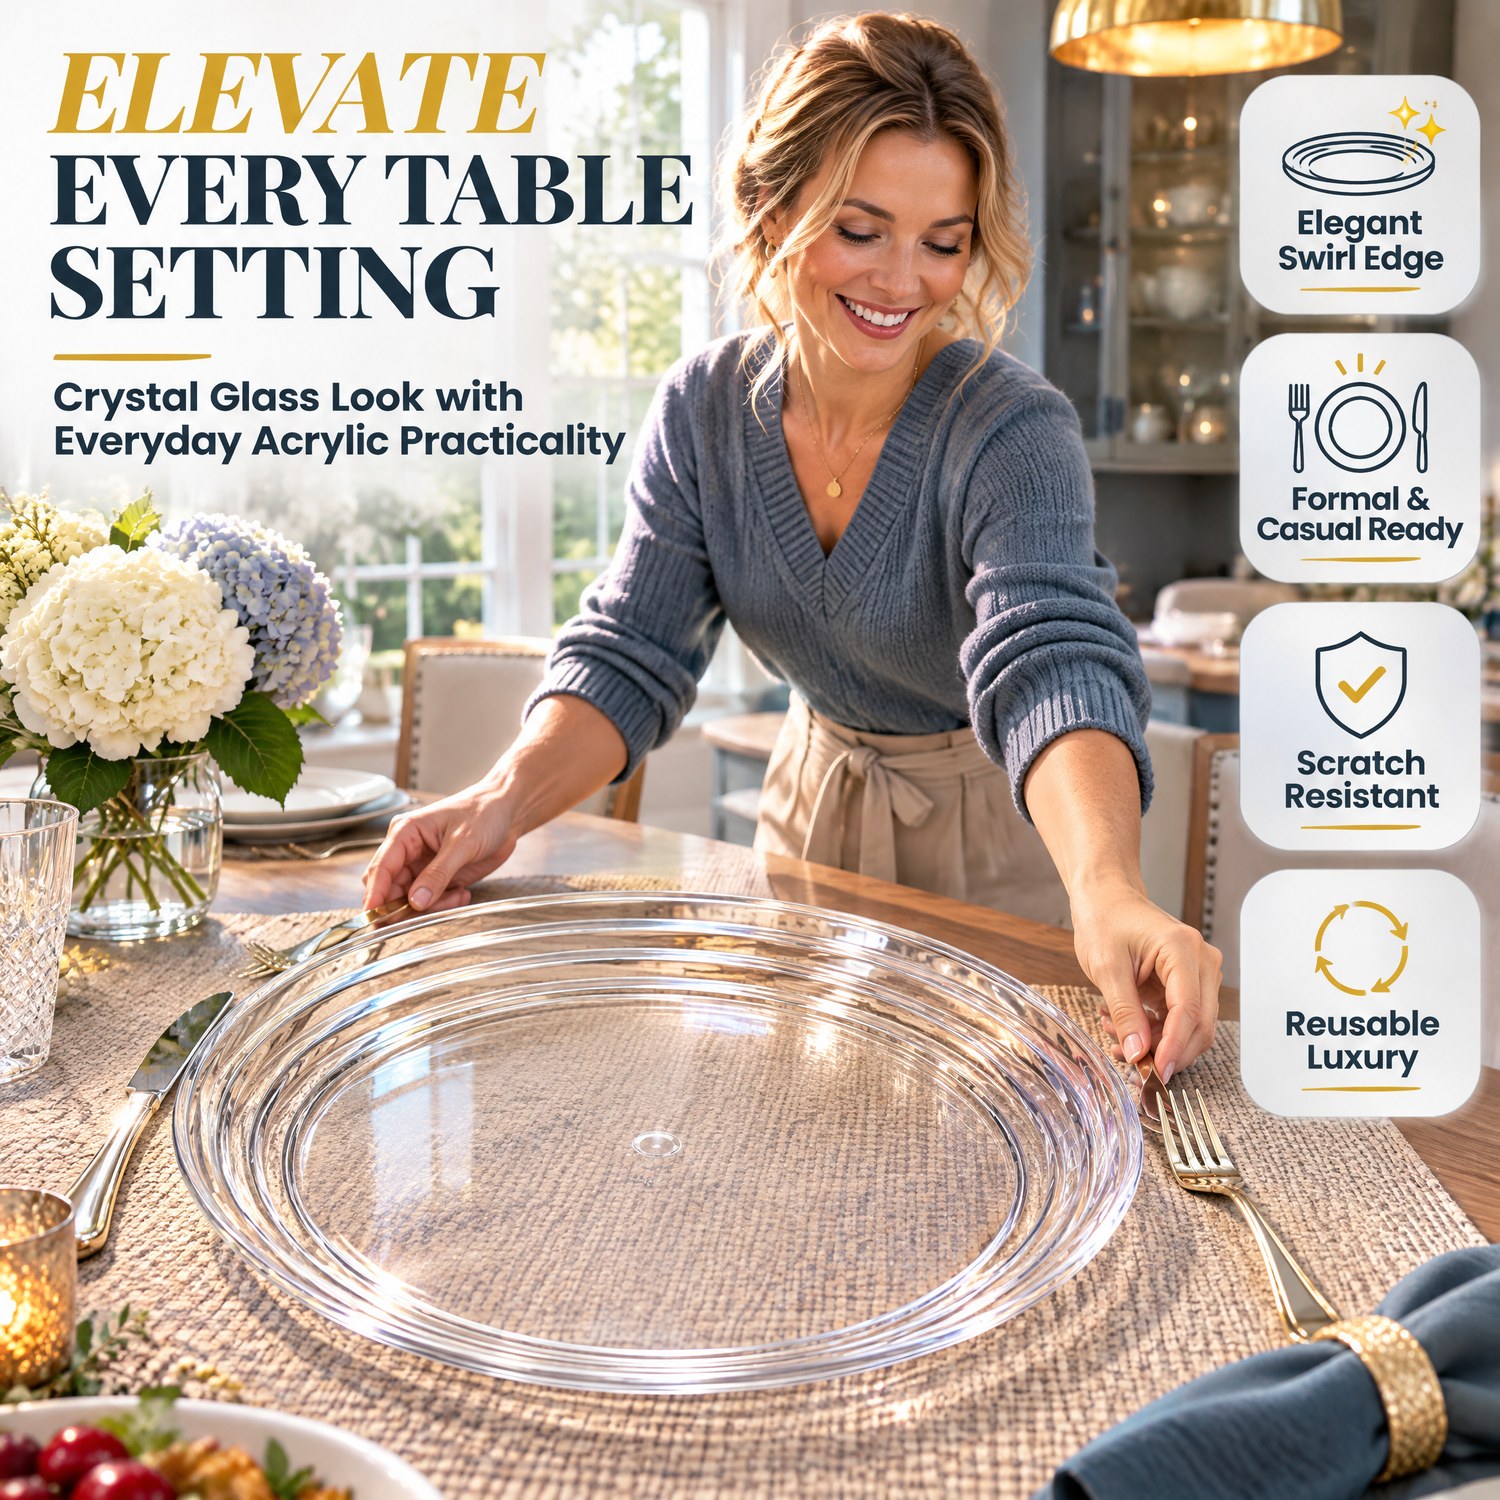 ELEVATE
EVERY TABLE
SETTING
Crystal Glass Look with
Everyday Acrylic Practicality
Elegant
Swirl Edge
Formal &
Casual Ready
Scratch
Resistant
Reusable
Luxury